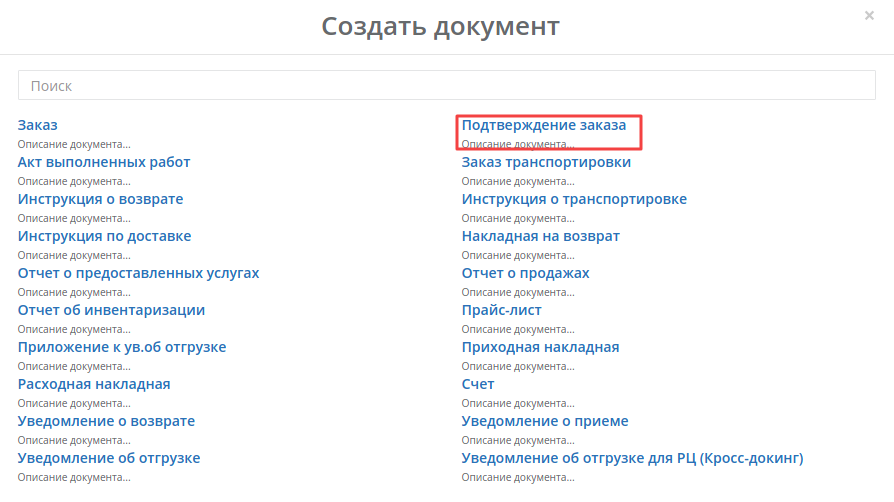 Создать документ
×
Поиск
Заказ
Описание документа...
Подтверждение заказа
Описание документа...
Акт выполненных работ
Описание документа...
Заказ транспортировки
Описание документа...
Инструкция о возврате
Описание документа...
Инструкция о транспортировке
Описание документа...
Инструкция по доставке
Описание документа...
Накладная на возврат
Описание документа...
Отчет о предоставленных услугах
Описание документа...
Отчет о продажах
Описание документа...
Отчет об инвентаризации
Описание документа...
Прайс-лист
Описание документа...
Приложение к ув.об отгрузке
Описание документа...
Приходная накладная
Описание документа...
Расходная накладная
Описание документа...
Счет
Описание документа...
Уведомление о возврате
Описание документа...
Уведомление о приеме
Описание документа...
Уведомление об отгрузке
Описание документа...
Уведомление об отгрузке для РЦ (Кросс-докинг)
Описание документа...